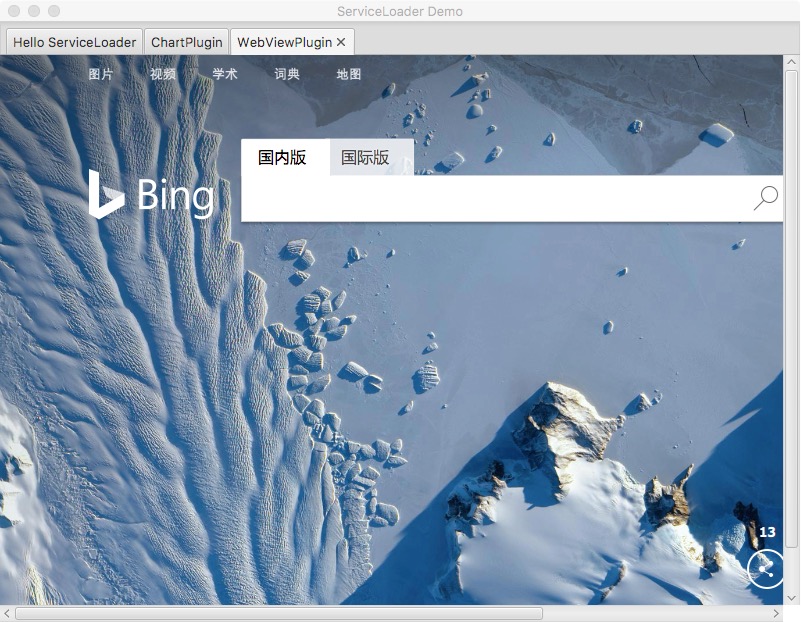 ServiceLoader Demo
Hello ServiceLoader ChartPlugin WebViewPlugin ×
图片 视频 学术 词典 地图
国内版 国际版
Bing
13